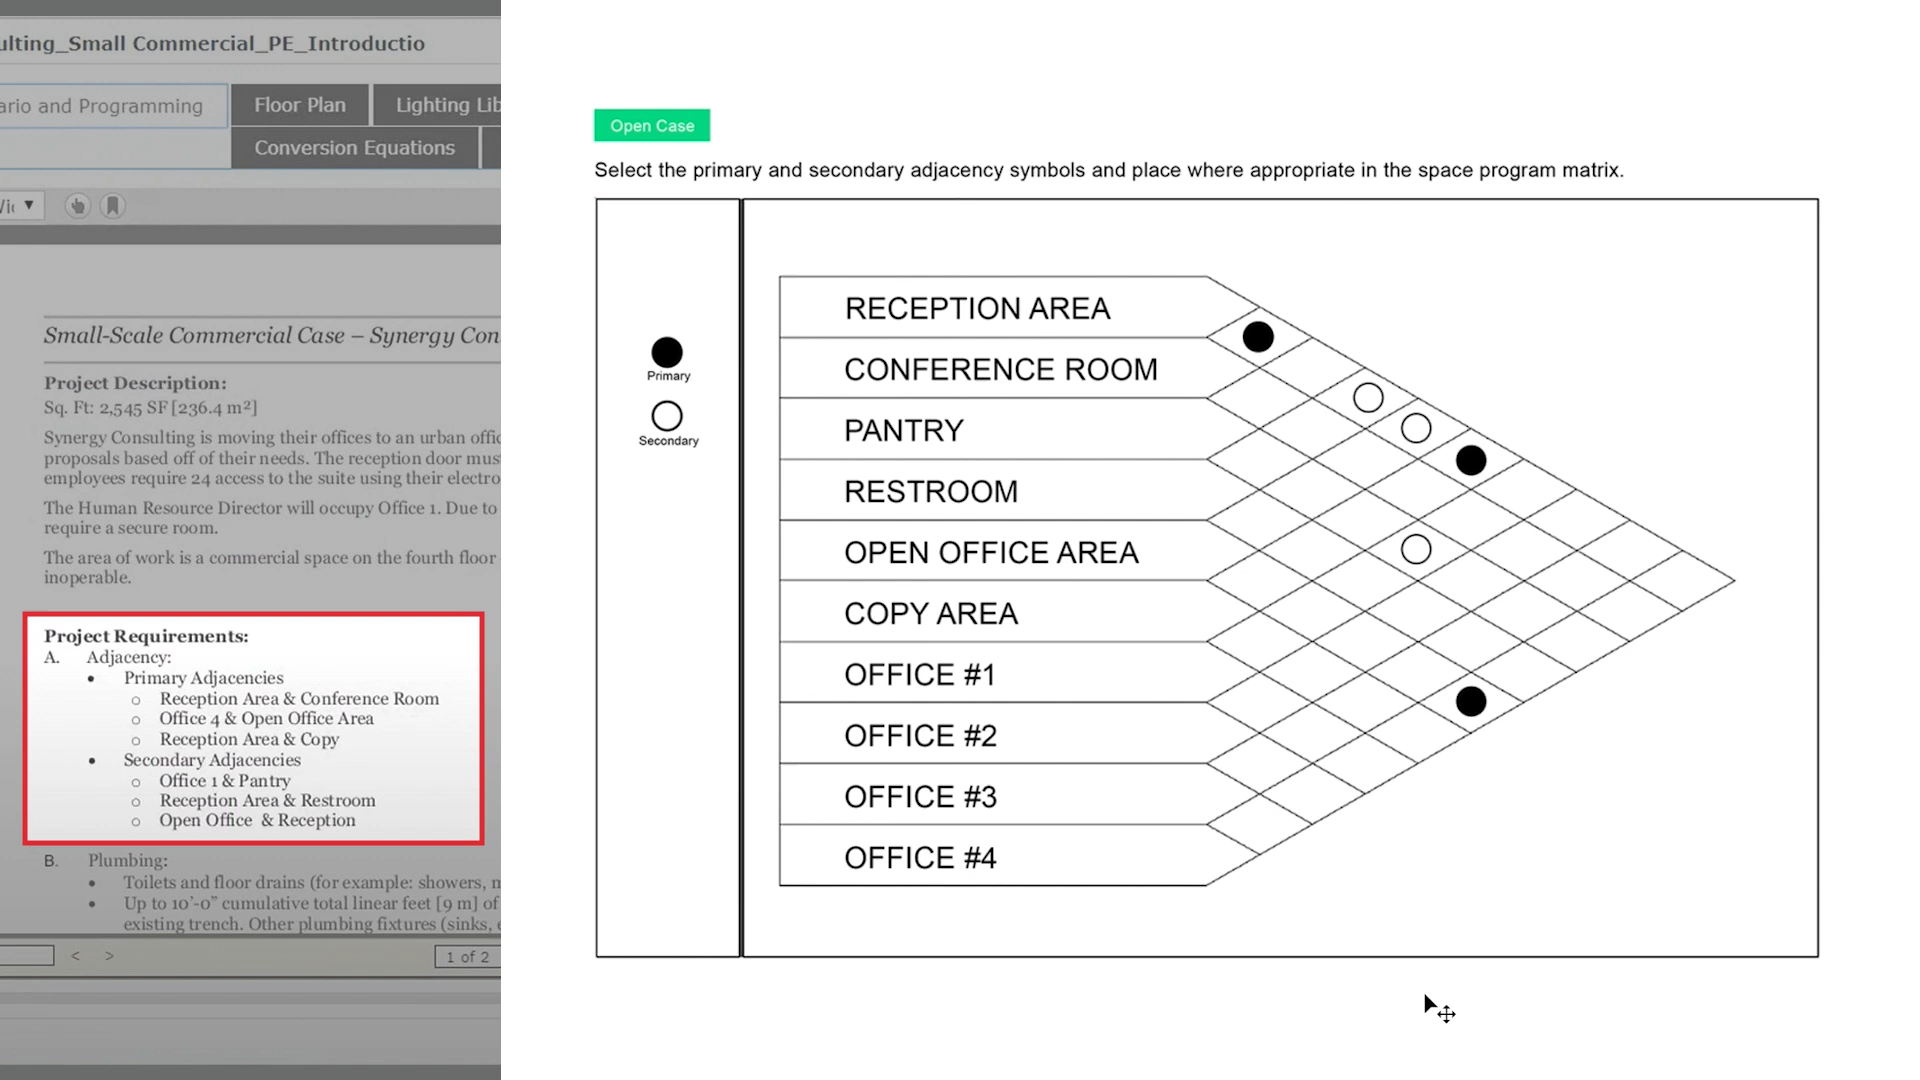 ulting_Small Commercial_PE_Introductio
ario and Programming
Floor Plan
Lighting Lib
Conversion Equations
Small-Scale Commercial Case – Synergy Con
Project Description:
Sq. Ft: 2,545 SF [236.4 m²]
Synergy Consulting is moving their offices to an urban offic
proposals based off of their needs. The reception door mus
employees require 24 access to the suite using their electro
The Human Resource Director will occupy Office 1. Due to
require a secure room.
The area of work is a commercial space on the fourth floor
inoperable.
Project Requirements:
A. Adjacency:
• Primary Adjacencies
o Reception Area & Conference Room
o Office 4 & Open Office Area
o Reception Area & Copy
• Secondary Adjacencies
o Office 1 & Pantry
o Reception Area & Restroom
o Open Office & Reception
B. Plumbing:
• Toilets and floor drains (for example: showers, m
• Up to 10’-0” cumulative total linear feet [9 m] of
existing trench. Other plumbing fixtures (sinks, e
< >
1 of 2
Open Case
Select the primary and secondary adjacency symbols and place where appropriate in the space program matrix.
Primary
Secondary
RECEPTION AREA
CONFERENCE ROOM
PANTRY
RESTROOM
OPEN OFFICE AREA
COPY AREA
OFFICE #1
OFFICE #2
OFFICE #3
OFFICE #4